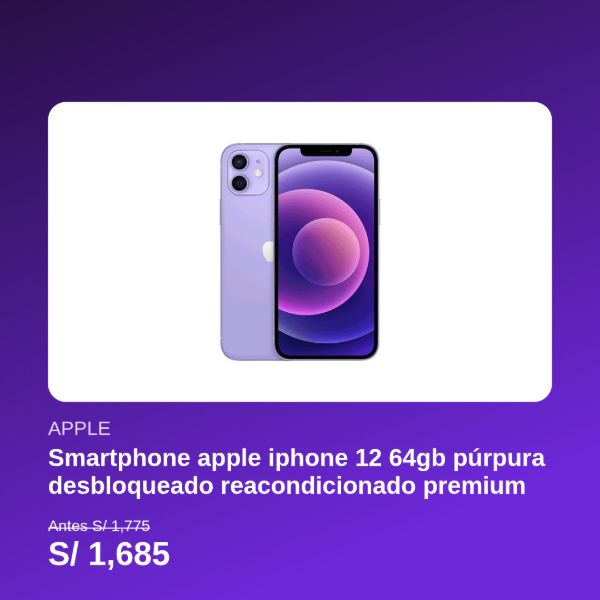 APPLE
Smartphone apple iphone 12 64gb púrpura
desbloqueado reacondicionado premium
Antes S/ 1,775
S/ 1,685